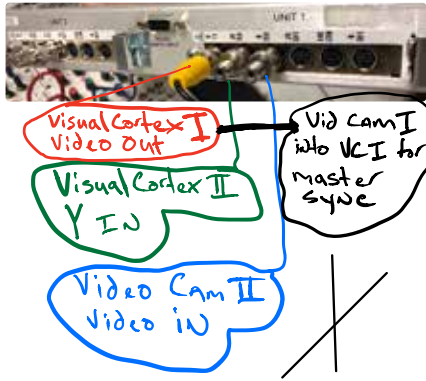 UNIT 1
Visual Cortex I
Video Out
Visual Cortex II
Y IN
Video Cam II
Video iN
Vid CAM I
into VCI for
master
Sync